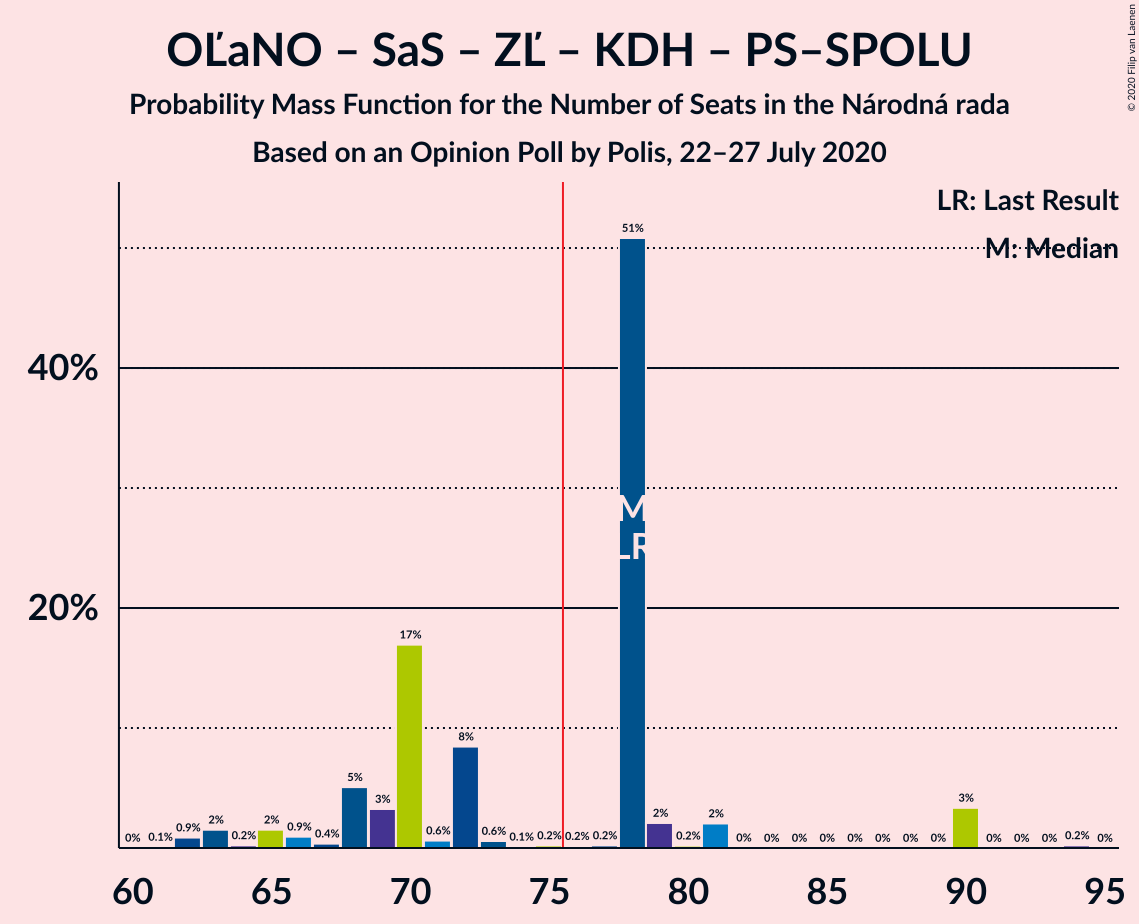 OĽaNO – SaS – ZĽ – KDH – PS–SPOLU
Probability Mass Function for the Number of Seats in the Národná rada
Based on an Opinion Poll by Polis, 22–27 July 2020
© 2020 Filip van Laenen
LR: Last Result
M: Median
40%
20%
0% 0.1% 0.9% 2% 0.2% 2% 0.9% 0.4% 5% 3% 17% 0.6% 8% 0.6% 0.1% 0.2% 0.2% 0.2% 51% 2% 0.2% 2% 0% 0% 0% 0% 0% 0% 0% 0% 3% 0% 0% 0% 0.2% 0%
M
LR
60 65 70 75 80 85 90 95